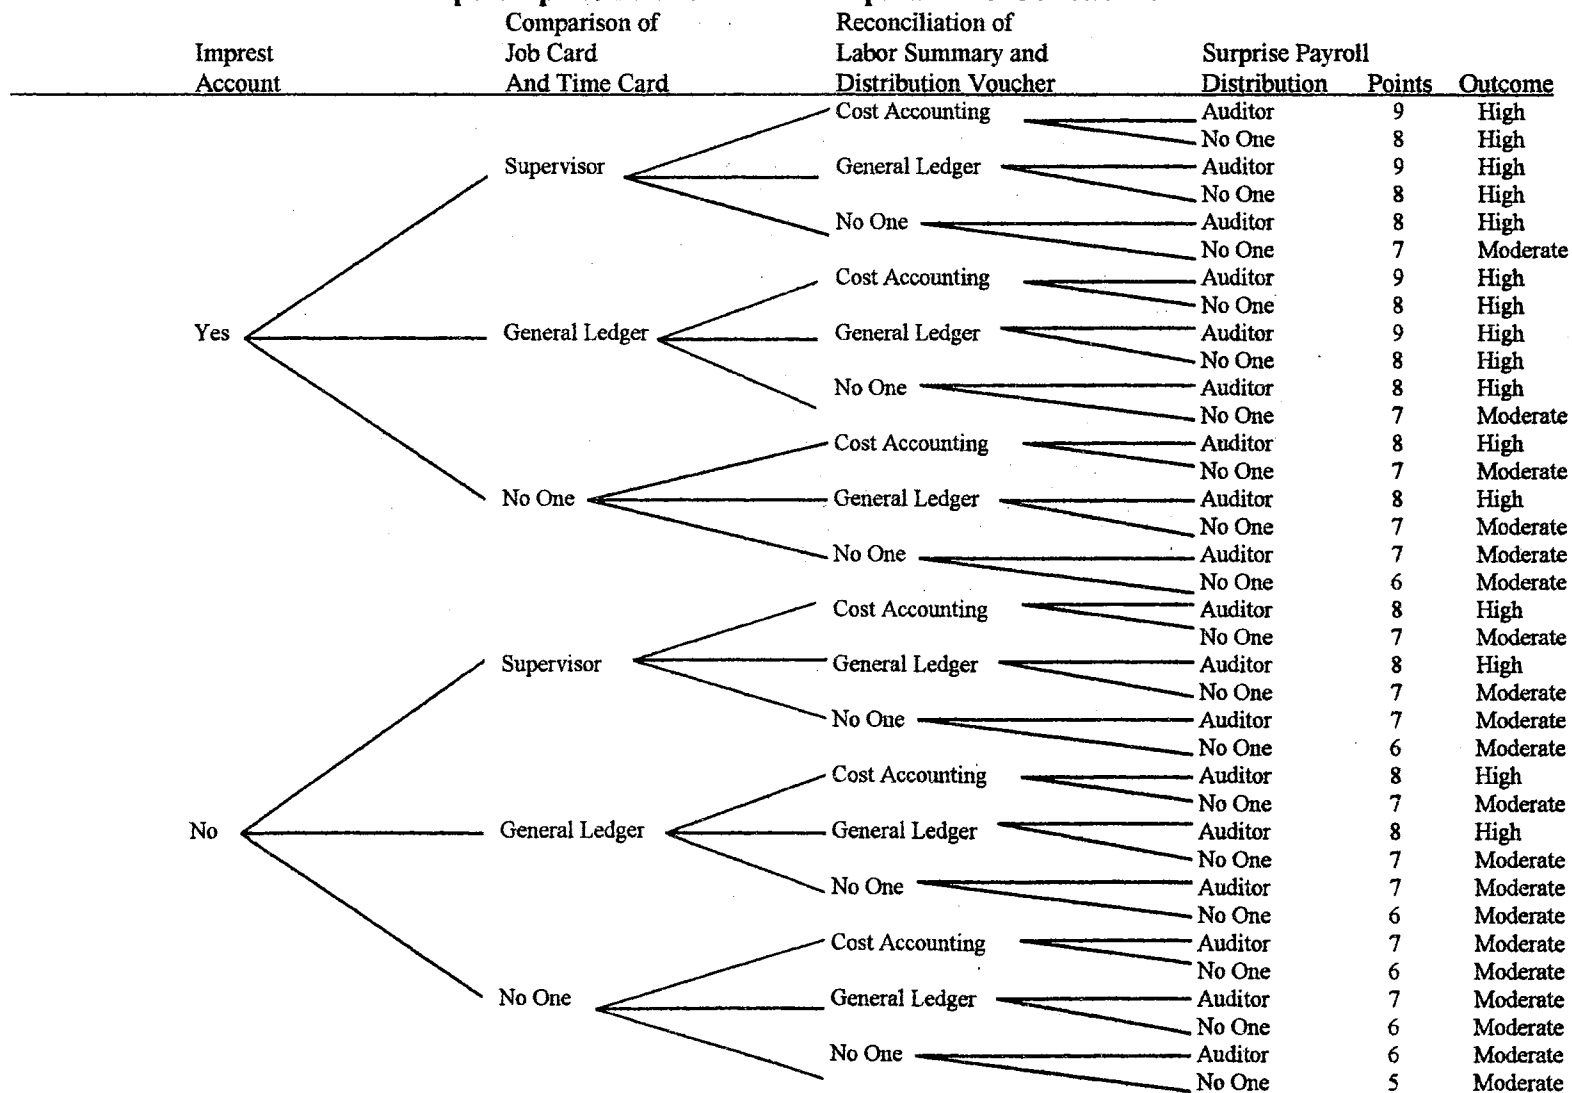 Comparison of Reconciliation of
Imprest Job Card Labor Summary and Surprise Payroll
Account And Time Card Distribution Voucher Distribution Points Outcome
Cost Accounting Auditor 9 High
No One 8 High
Supervisor General Ledger Auditor 9 High
No One 8 High
No One Auditor 8 High
No One 7 Moderate
Cost Accounting Auditor 9 High
No One 8 High
Yes General Ledger General Ledger Auditor 9 High
No One 8 High
No One Auditor 8 High
No One 7 Moderate
Cost Accounting Auditor 8 High
No One 7 Moderate
No One General Ledger Auditor 8 High
No One 7 Moderate
No One Auditor 7 Moderate
No One 6 Moderate
Cost Accounting Auditor 8 High
No One 7 Moderate
Supervisor General Ledger Auditor 8 High
No One 7 Moderate
No One Auditor 7 Moderate
No One 6 Moderate
Cost Accounting Auditor 8 High
No One 7 Moderate
No General Ledger General Ledger Auditor 8 High
No One 7 Moderate
No One Auditor 7 Moderate
No One 6 Moderate
Cost Accounting Auditor 7 Moderate
No One 6 Moderate
No One General Ledger Auditor 7 Moderate
No One 6 Moderate
No One Auditor 6 Moderate
No One 5 Moderate